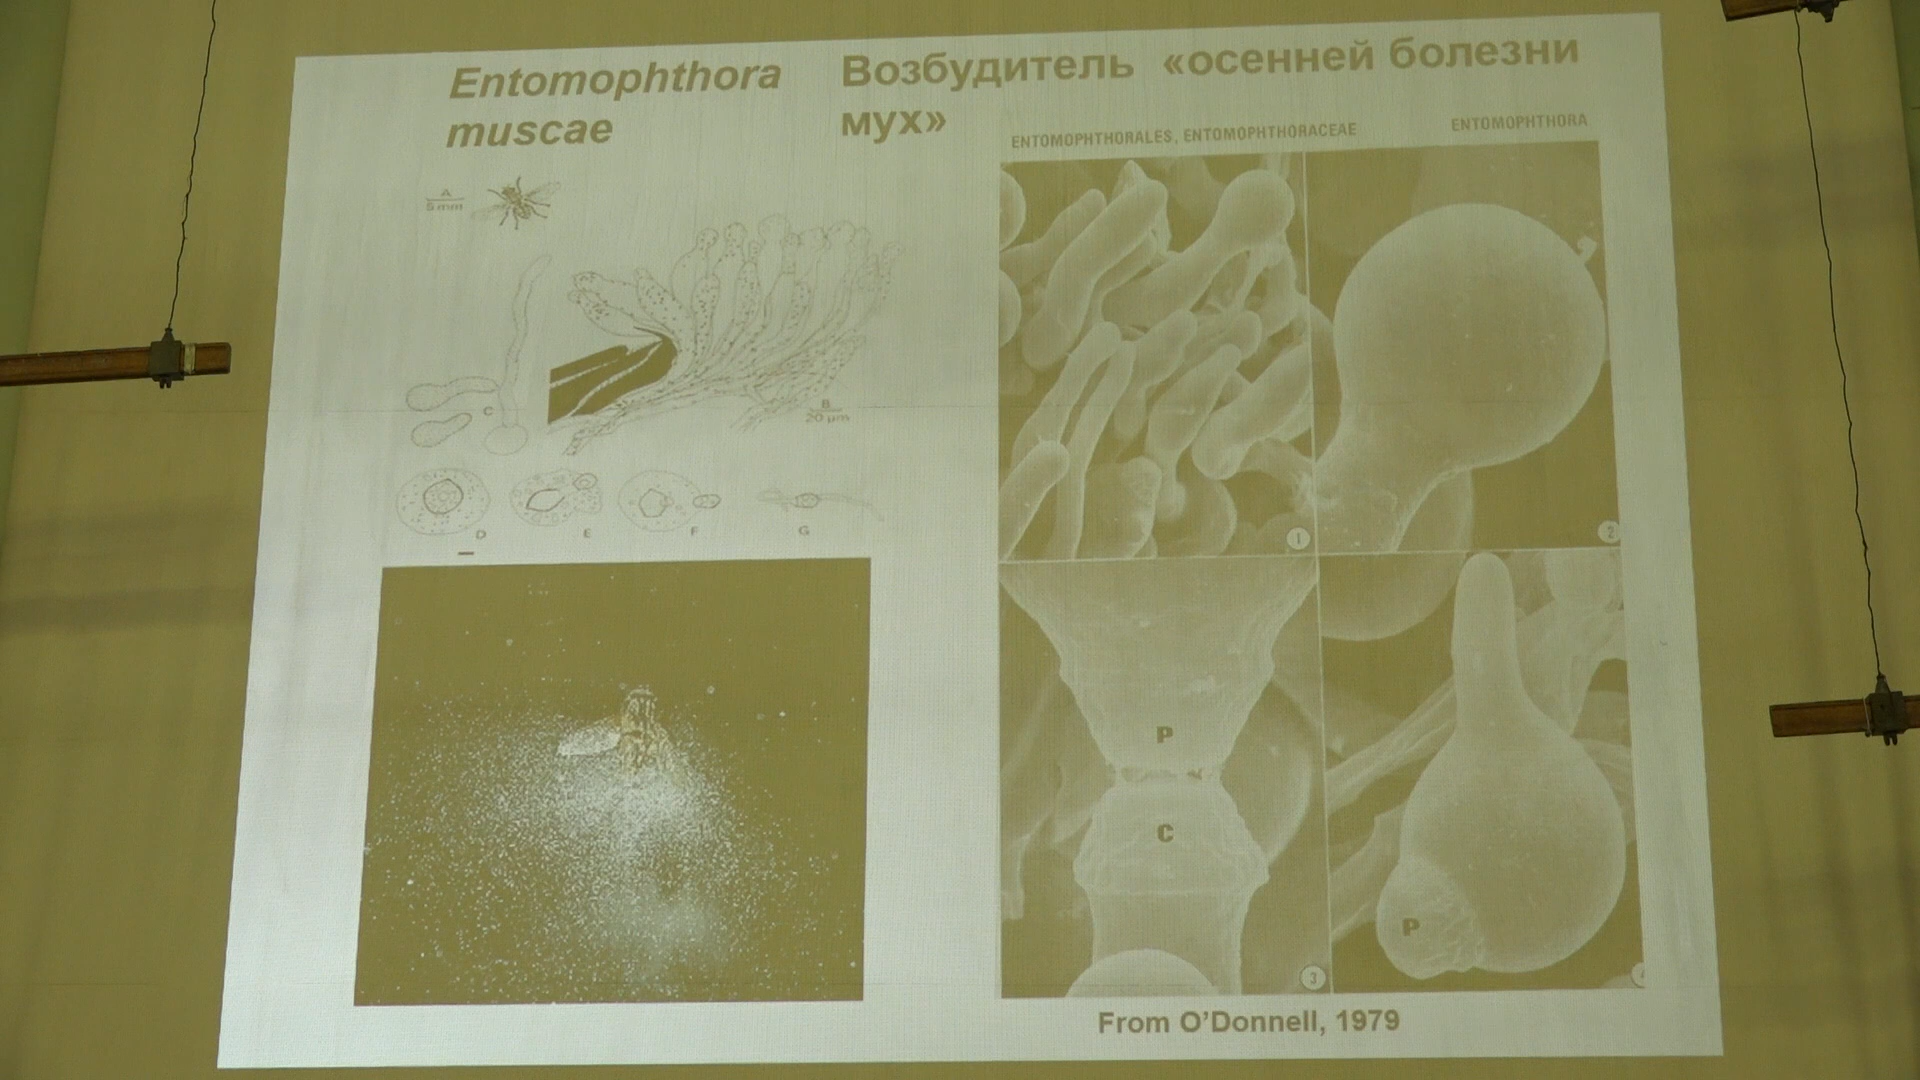 Entomophthora
muscae
Возбудитель «осенней болезни
мух»
ENTOMOPHTHORALES, ENTOMOPHTHORACEAE
ENTOMOPHTHORA
A
5 mm
C
B
20 µm
D
E
F
G
1
2
P
C
3
P
4
From O'Donnell, 1979